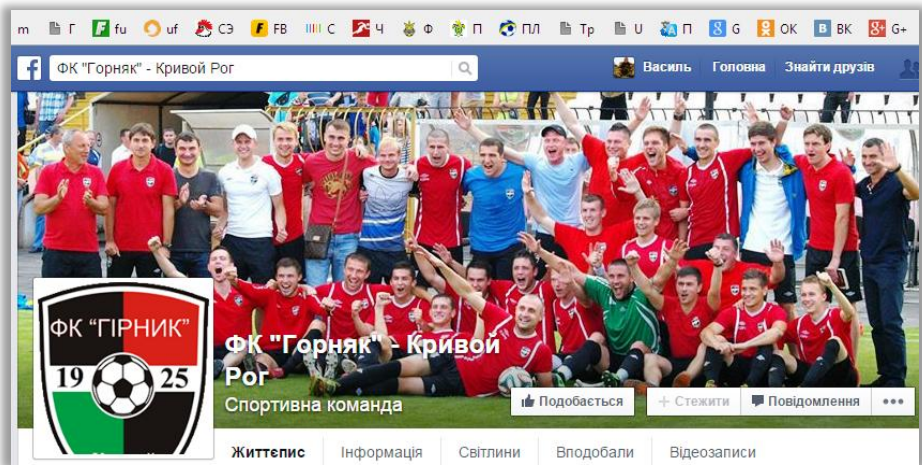 m Г fu uf СЭ FB С Ч Ф П ПЛ Тр U П G ОК ВК G+
ФК "Горняк" - Кривой Рог
Василь Головна Знайти друзів
ФК "ГІРНИК"
19 25
ФК "Горняк" - Кривой
Рог
Спортивна команда
Подобається + Стежити Повідомлення •••
Життєпис Інформація Світлини Вподобали Відеозаписи